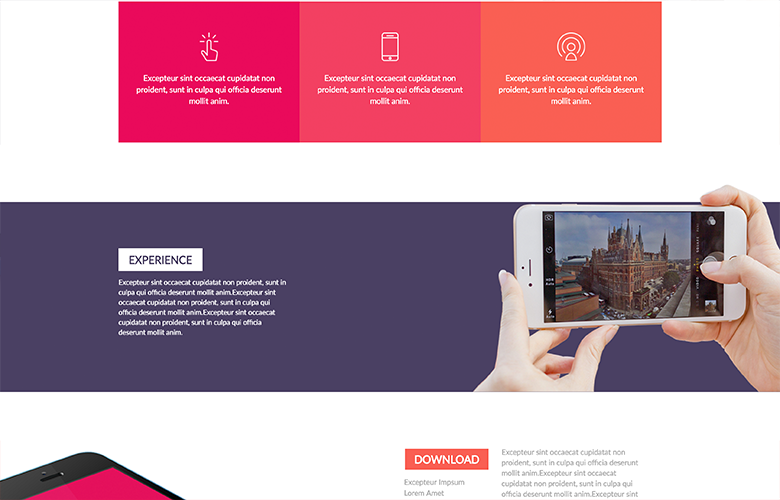 Excepteur sint occaecat cupidatat non
proident, sunt in culpa qui officia deserunt
mollit anim.
Excepteur sint occaecat cupidatat non
proident, sunt in culpa qui officia deserunt
mollit anim.
Excepteur sint occaecat cupidatat non
proident, sunt in culpa qui officia deserunt
mollit anim.
EXPERIENCE
Excepteur sint occaecat cupidatat non proident, sunt in
culpa qui officia deserunt mollit anim.Excepteur sint
occaecat cupidatat non proident, sunt in culpa qui
officia deserunt mollit anim.Excepteur sint occaecat
cupidatat non proident, sunt in culpa qui officia
deserunt mollit anim.
DOWNLOAD
Excepteur Impsum
Lorem Amet
Excepteur sint occaecat cupidatat non
proident, sunt in culpa qui officia deserunt
mollit anim.Excepteur sint occaecat
cupidatat non proident, sunt in culpa qui
officia deserunt mollit anim.Excepteur sint